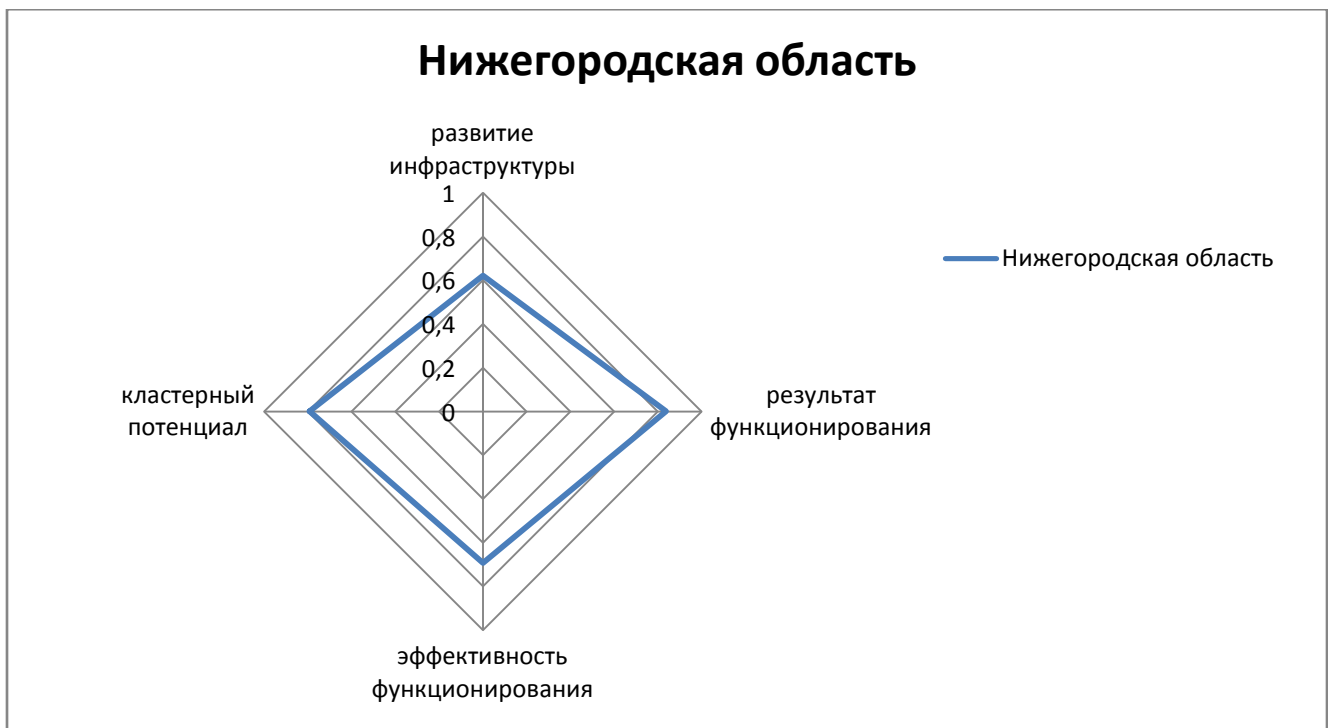 Нижегородская область
развитие
инфраструктуры
1
0,8
0,6
0,4
0,2
0
Нижегородская область
кластерный
потенциал
результат
функционирования
эффективность
функционирования